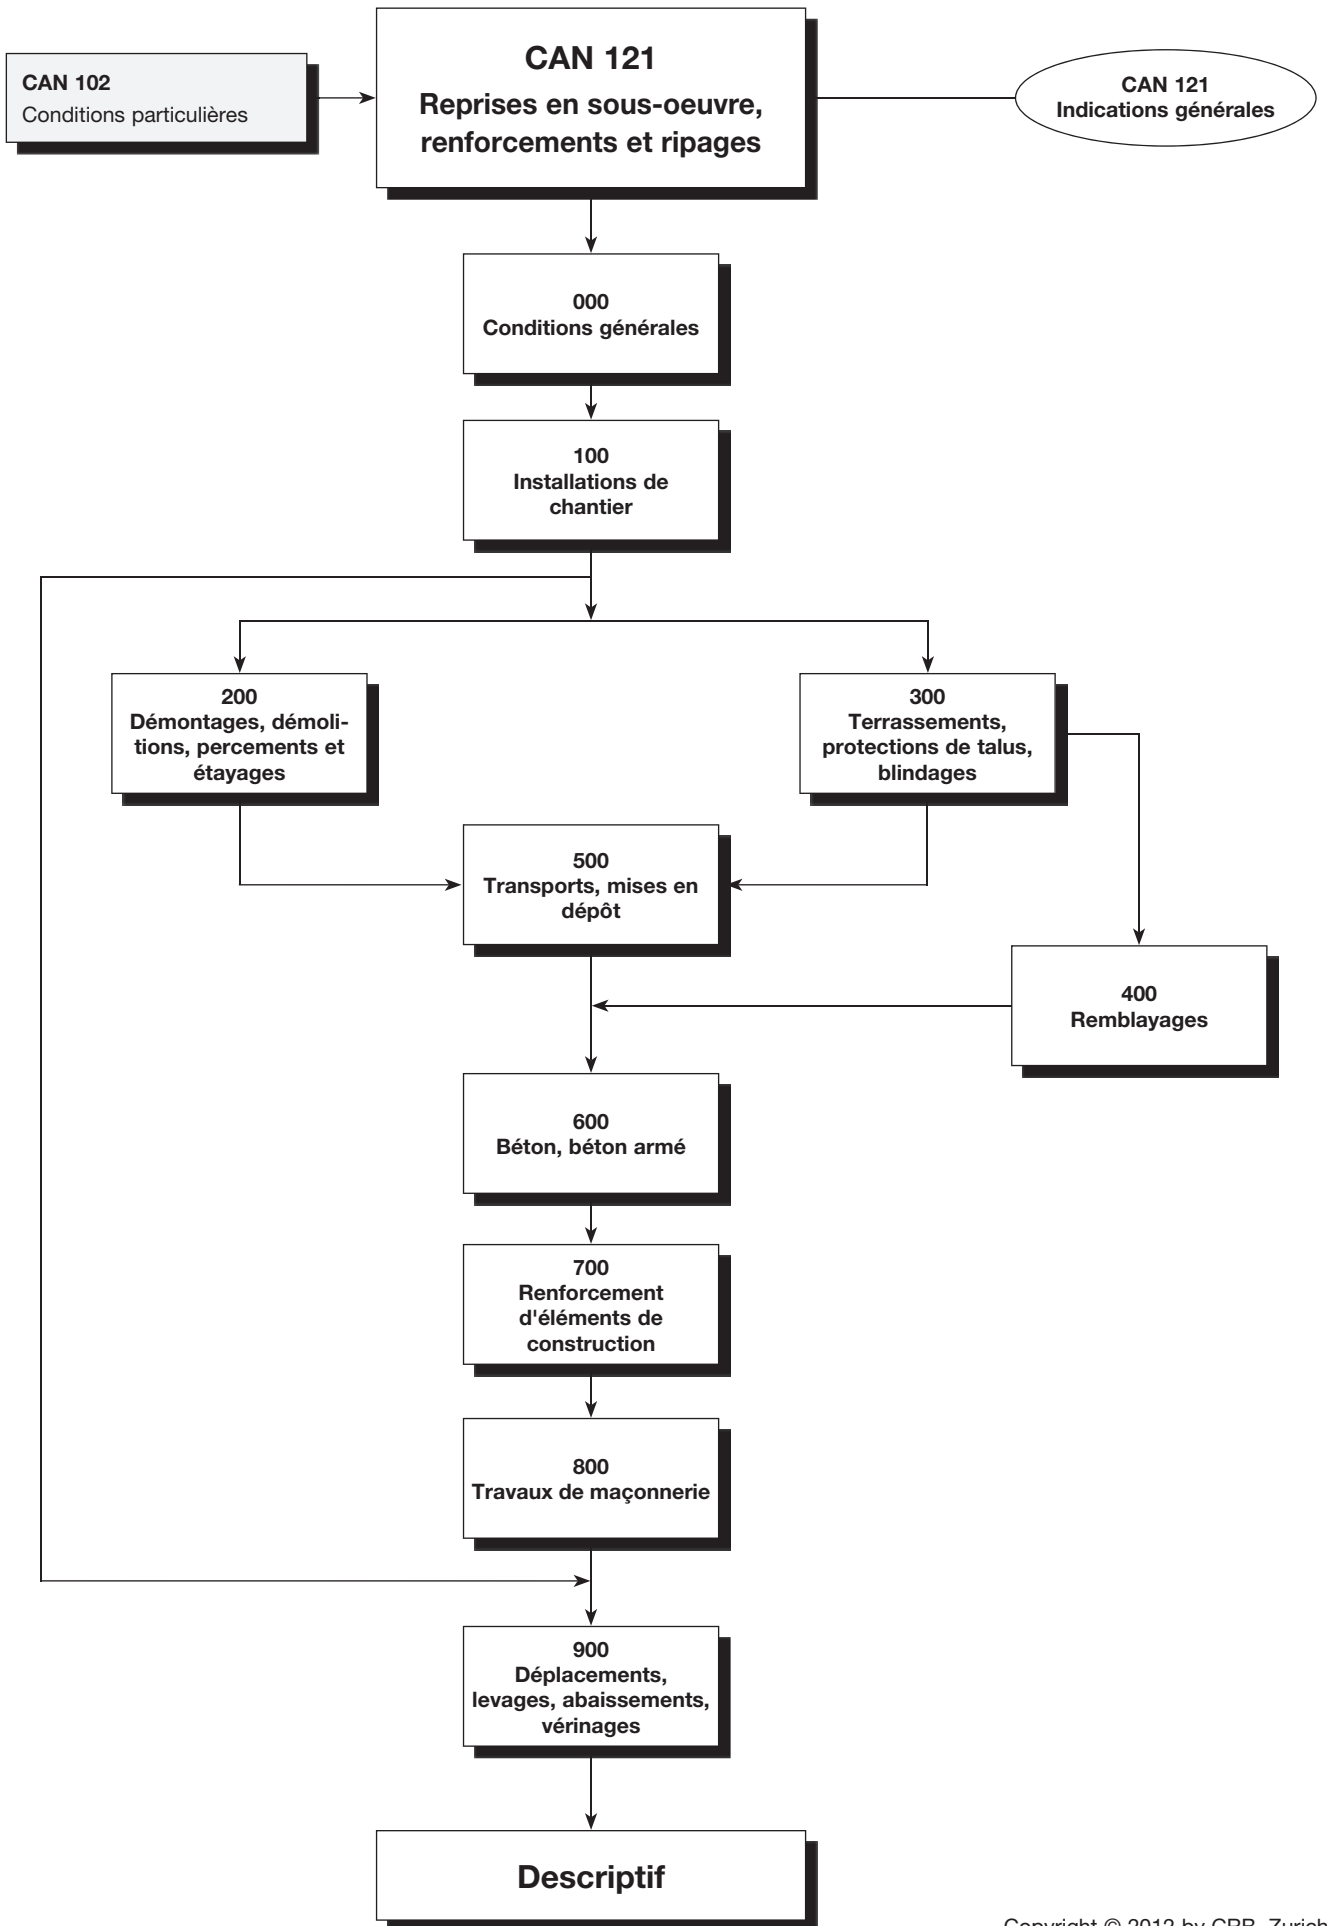 CAN 102
Conditions particulières
CAN 121
Reprises en sous-oeuvre,
renforcements et ripages
CAN 121
Indications générales
000
Conditions générales
100
Installations de
chantier
200
Démontages, démoli-
tions, percements et
étayages
300
Terrassements,
protections de talus,
blindages
500
Transports, mises en
dépôt
400
Remblayages
600
Béton, béton armé
700
Renforcement
d'éléments de
construction
800
Travaux de maçonnerie
900
Déplacements,
levages, abaissements,
vérinages
Descriptif
Copyright © 2012 by CRB, Zurich